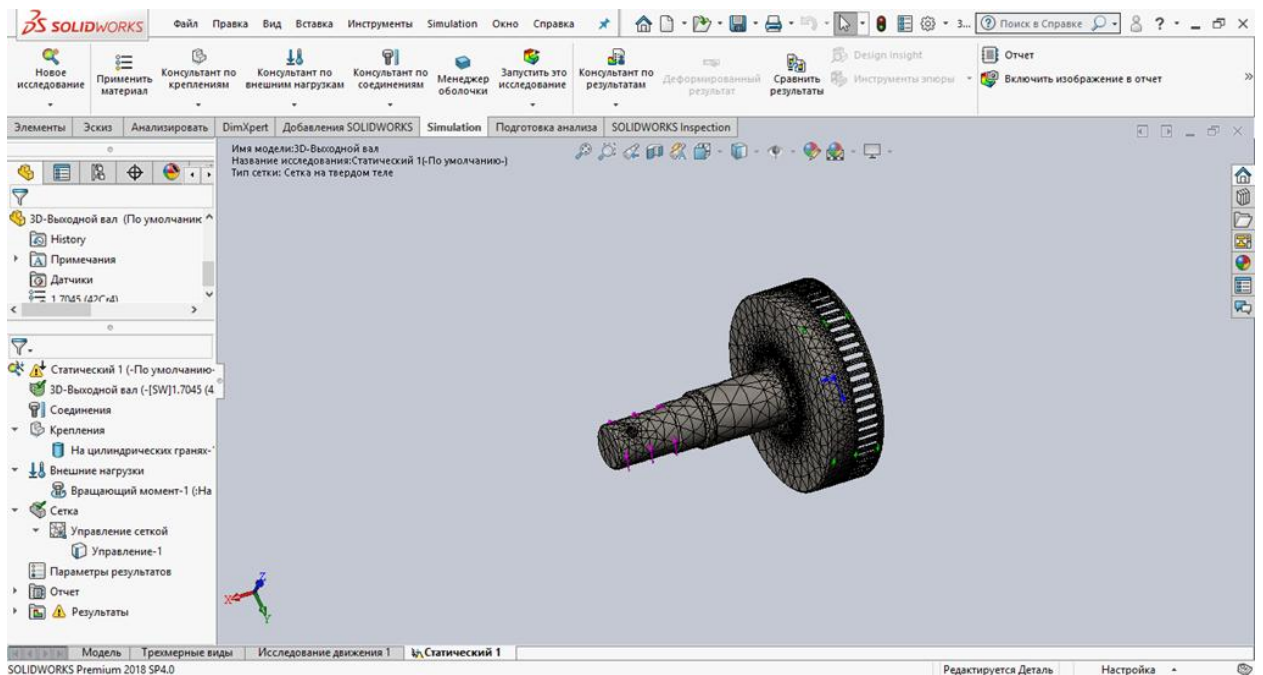 SOLIDWORKS Файл Правка Вид Вставка Инструменты Simulation Окно Справка З... Поиск в Справке
Новое исследование
Применить материал
Консультант по креплениям
Консультант по внешним нагрузкам
Консультант по соединениям
Менеджер оболочки
Запустить это исследование
Консультант по результатам
Деформированный результат
Сравнить результаты
Design Insight
Инструменты эпюры
Отчет
Включить изображение в отчет
Элементы Эскиз Анализировать DimXpert Добавления SOLIDWORKS Simulation Подготовка анализа SOLIDWORKS Inspection
Имя модели:3D-Выходной вал
Название исследования:Статический 1(-По умолчанию-)
Тип сетки: Сетка на твердом теле
3D-Выходной вал (По умолчаник
History
Примечания
Датчики
1.7045 (42Cr4)
Статический 1 (-По умолчанию-
3D-Выходной вал (-[SW]1.7045 (4
Соединения
Крепления
На цилиндрических гранях-1
Внешние нагрузки
Вращающий момент-1 (:На
Сетка
Управление сеткой
Управление-1
Параметры результатов
Отчет
Результаты
Z
X
Y
Модель Трехмерные виды Исследование движения 1 Статический 1
SOLIDWORKS Premium 2018 SP4.0 Редактируется Деталь Настройка